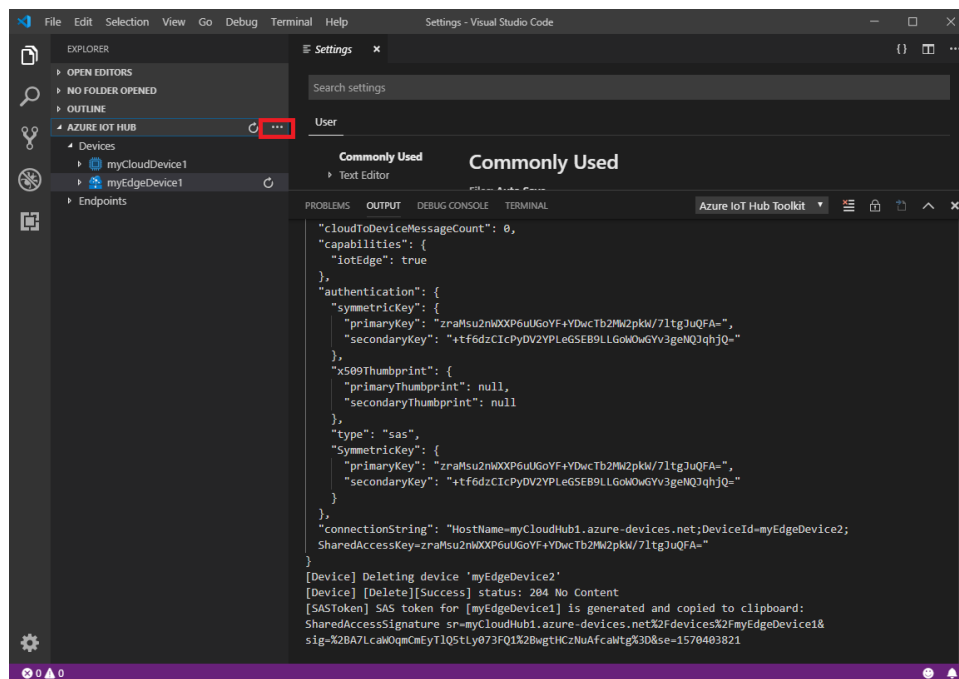 File Edit Selection View Go Debug Terminal Help Settings - Visual Studio Code
EXPLORER
OPEN EDITORS
NO FOLDER OPENED
OUTLINE
AZURE IOT HUB
Devices
myCloudDevice1
myEdgeDevice1
Endpoints
Settings
Search settings
User
Commonly Used
Text Editor
Commonly Used
File: Auto Save
PROBLEMS OUTPUT DEBUG CONSOLE TERMINAL Azure IoT Hub Toolkit
"cloudToDeviceMessageCount": 0,
"capabilities": {
"iotEdge": true
},
"authentication": {
"symmetricKey": {
"primaryKey": "zraMsu2nWXXP6uUGoYF+YDwcTb2MW2pkW/7ltgJuQFA=",
"secondaryKey": "+tf6dzCIcPyDV2YPLeGSEB9LLGoWOwGYv3geNQJqhjQ="
},
"x509Thumbprint": {
"primaryThumbprint": null,
"secondaryThumbprint": null
},
"type": "sas",
"SymmetricKey": {
"primaryKey": "zraMsu2nWXXP6uUGoYF+YDwcTb2MW2pkW/7ltgJuQFA=",
"secondaryKey": "+tf6dzCIcPyDV2YPLeGSEB9LLGoWOwGYv3geNQJqhjQ="
}
},
"connectionString": "HostName=myCloudHub1.azure-devices.net;DeviceId=myEdgeDevice2;
SharedAccessKey=zraMsu2nWXXP6uUGoYF+YDwcTb2MW2pkW/7ltgJuQFA="
}
[Device] Deleting device 'myEdgeDevice2'
[Device] [Delete][Success] status: 204 No Content
[SASToken] SAS token for [myEdgeDevice1] is generated and copied to clipboard:
SharedAccessSignature sr=myCloudHub1.azure-devices.net%2Fdevices%2FmyEdgeDevice1&
sig=%2BA7LcaWOqmCmEyTlQ5tLy073FQ1%2BwgtHCzNuAfcaWtg%3D&se=1570403821
0 0